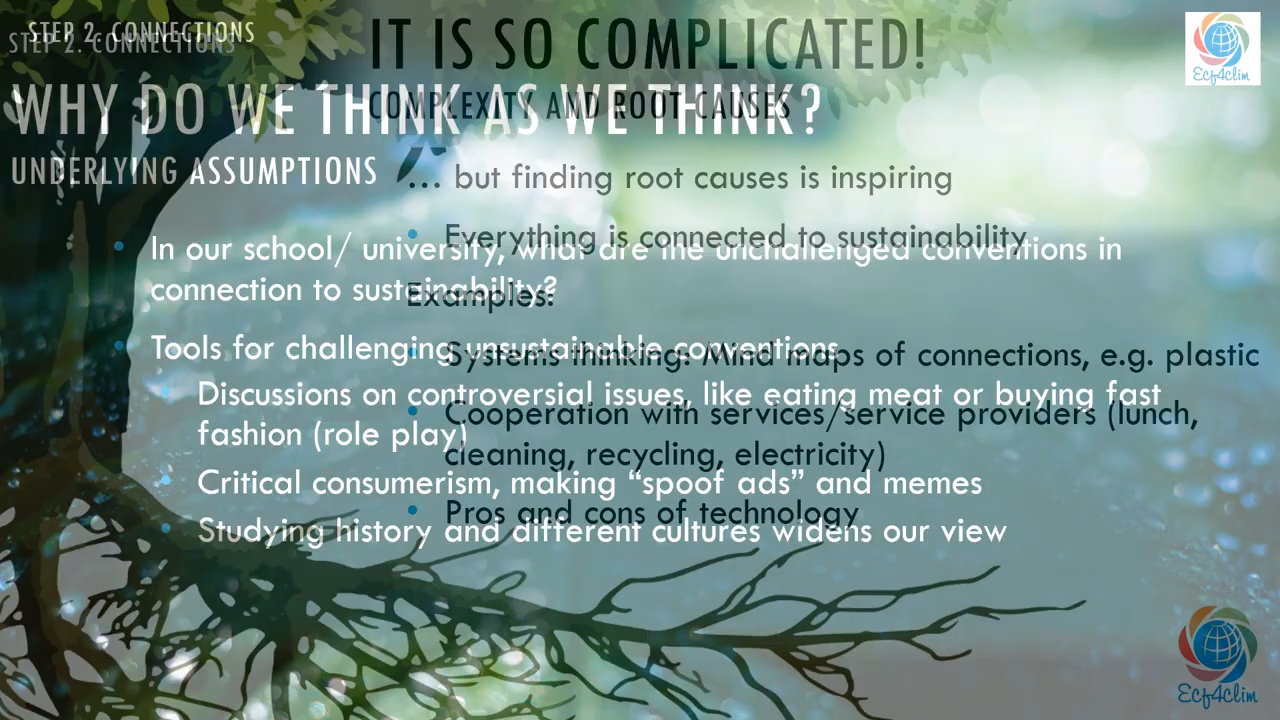 STEP 2. CONNECTIONS
STEP 2. CONNECTIONS
IT IS SO COMPLICATED!
COMPLEXITY AND ROOT CAUSES
… but finding root causes is inspiring
• Everything is connected to sustainability
Examples:
• Systems thinking: Mind maps of connections, e.g. plastic
• Cooperation with services/service providers (lunch,
cleaning, recycling, electricity)
• Pros and cons of technology
WHY DO WE THINK AS WE THINK?
UNDERLYING ASSUMPTIONS
• In our school/ university, what are the unchallenged conventions in
connection to sustainability?
• Tools for challenging unsustainable conventions
• Discussions on controversial issues, like eating meat or buying fast
fashion (role play)
• Critical consumerism, making “spoof ads” and memes
• Studying history and different cultures widens our view
Ecf4clim
Ecf4clim